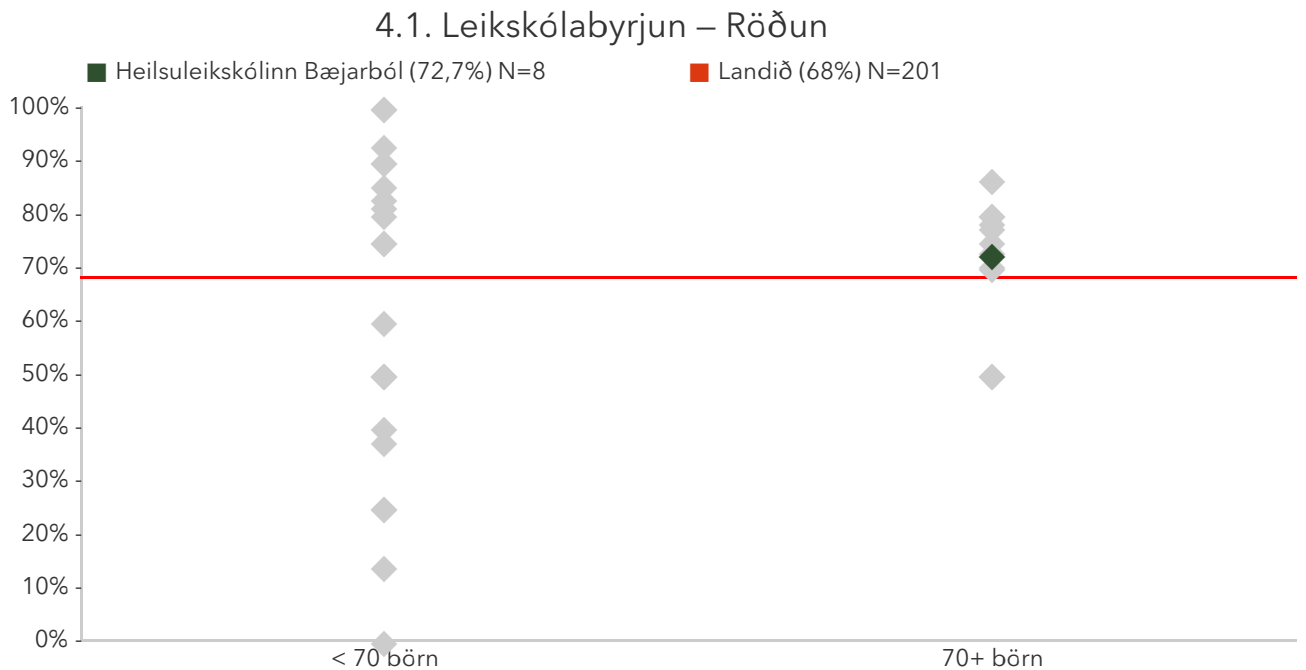 4.1. Leikskólabyrjun – Röðun
Heilsuleikskólinn Bæjarból (72,7%) N=8
Landið (68%) N=201
100%
90%
80%
70%
60%
50%
40%
30%
20%
10%
0%
< 70 börn
70+ börn